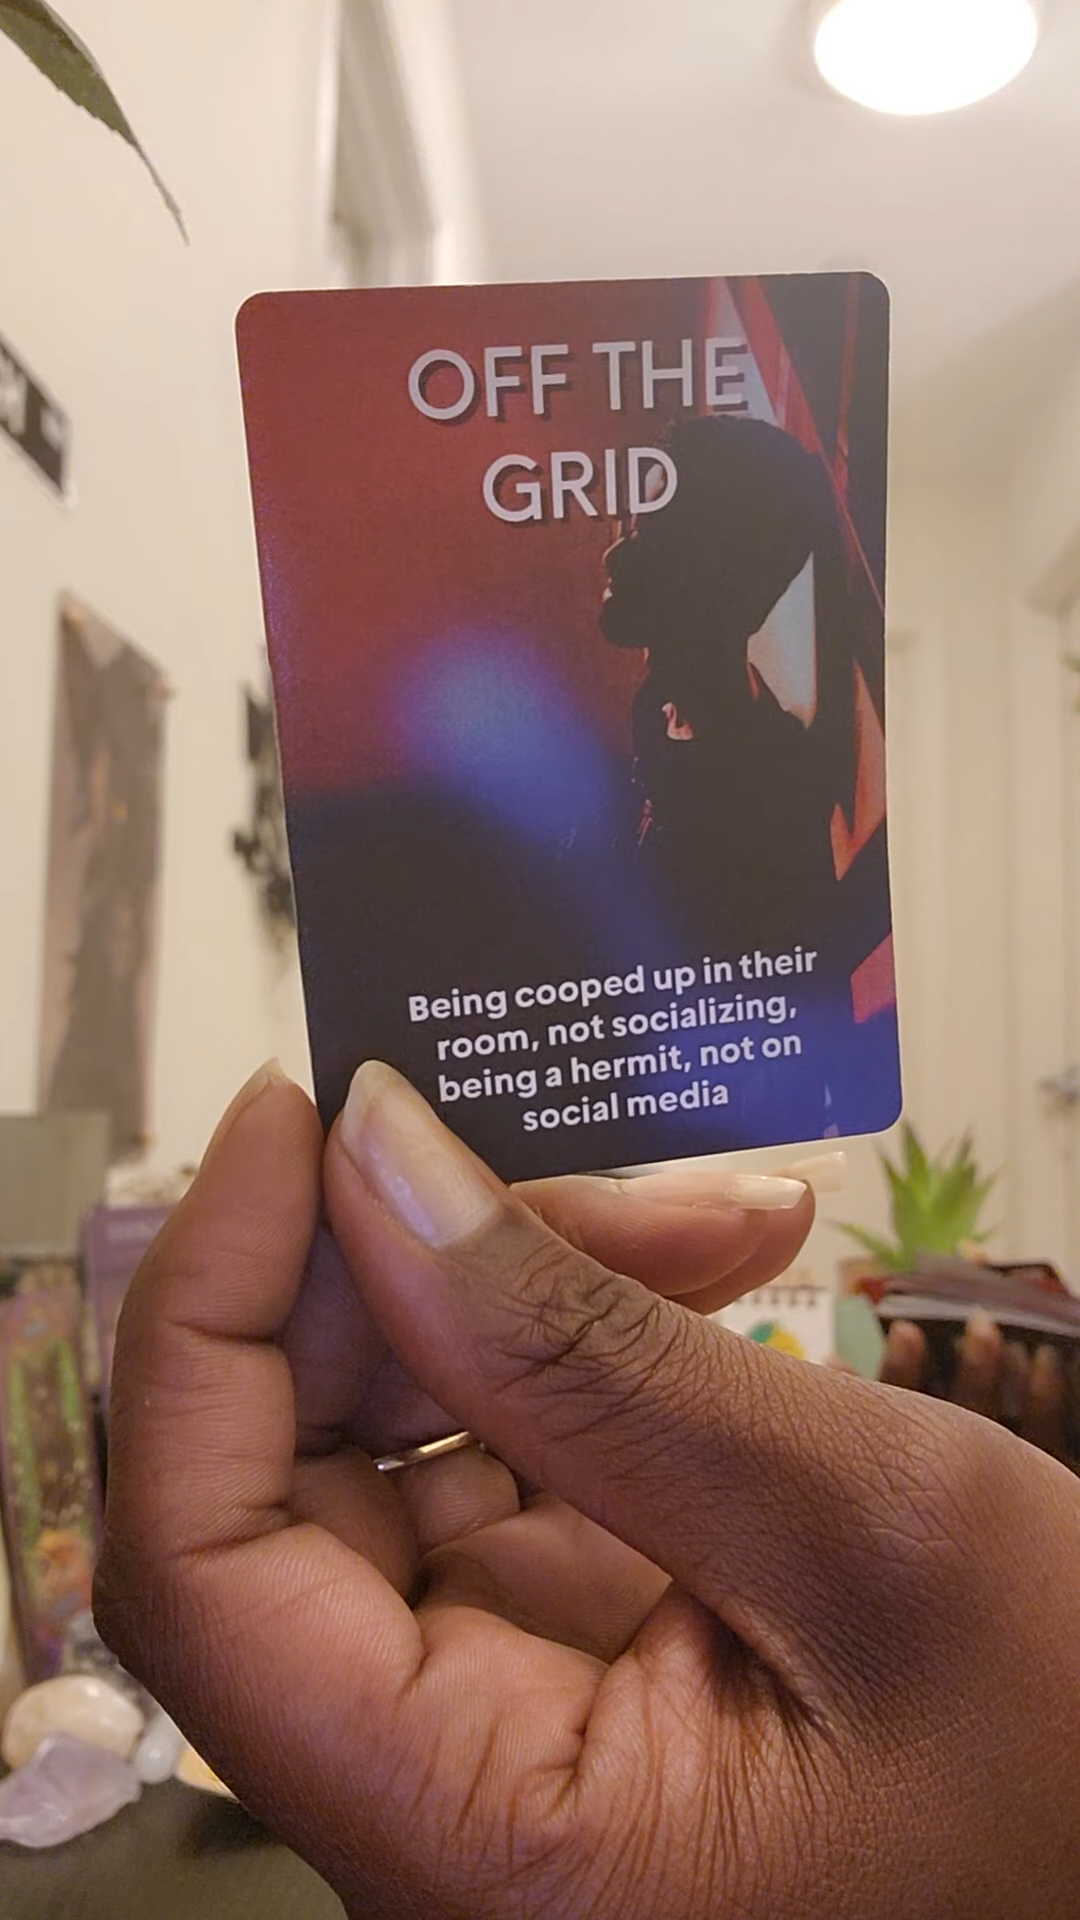 OFF THE
GRID
Being cooped up in their
room, not socializing,
being a hermit, not on
social media